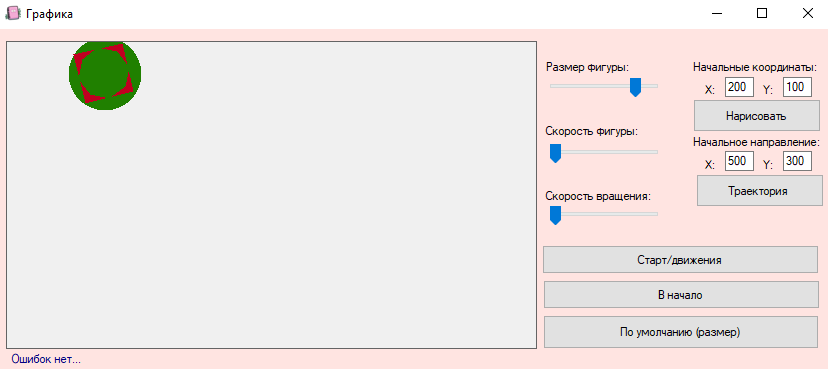 Графика
Размер фигуры:
Начальные координаты:
X: 200 Y: 100
Нарисовать
Скорость фигуры:
Начальное направление:
X: 500 Y: 300
Траектория
Скорость вращения:
Старт/движения
В начало
По умолчанию (размер)
Ошибок нет...